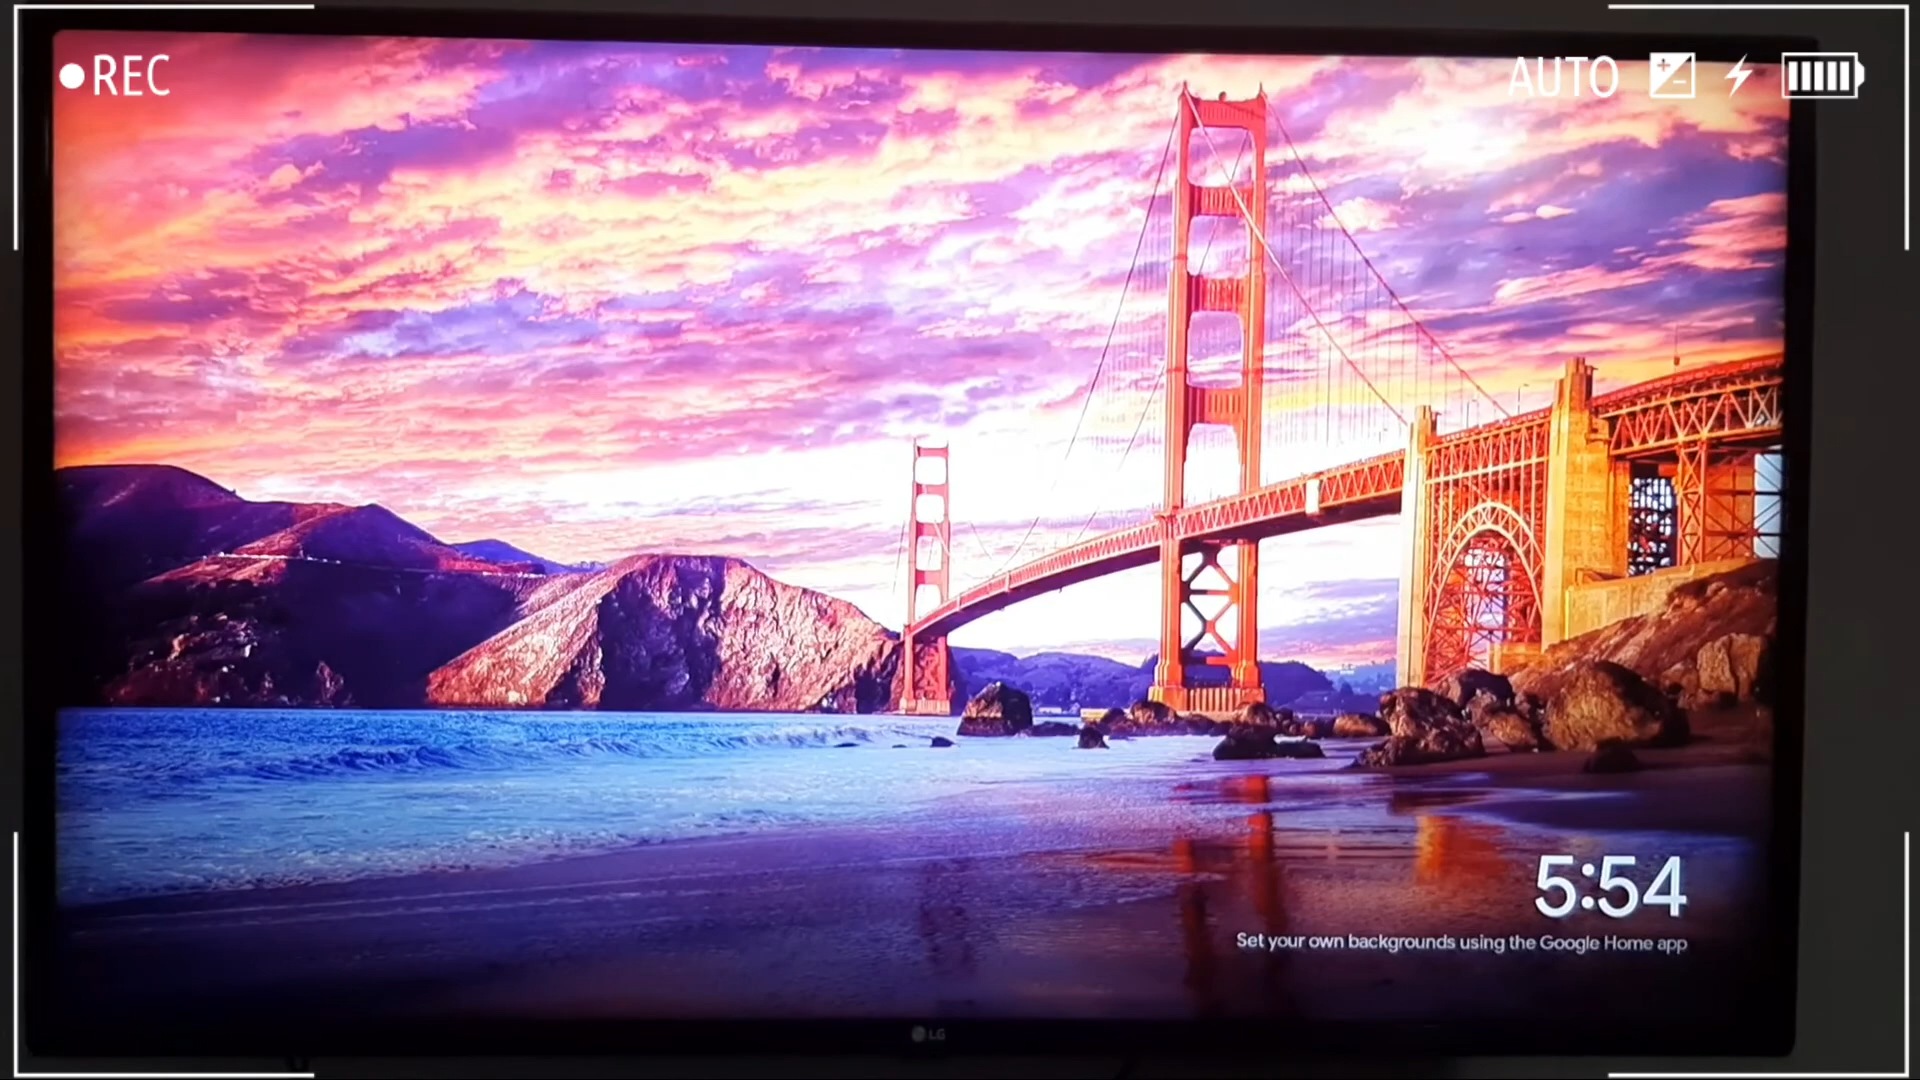 REC
AUTO
5:54
Set your own backgrounds using the Google Home app
LG